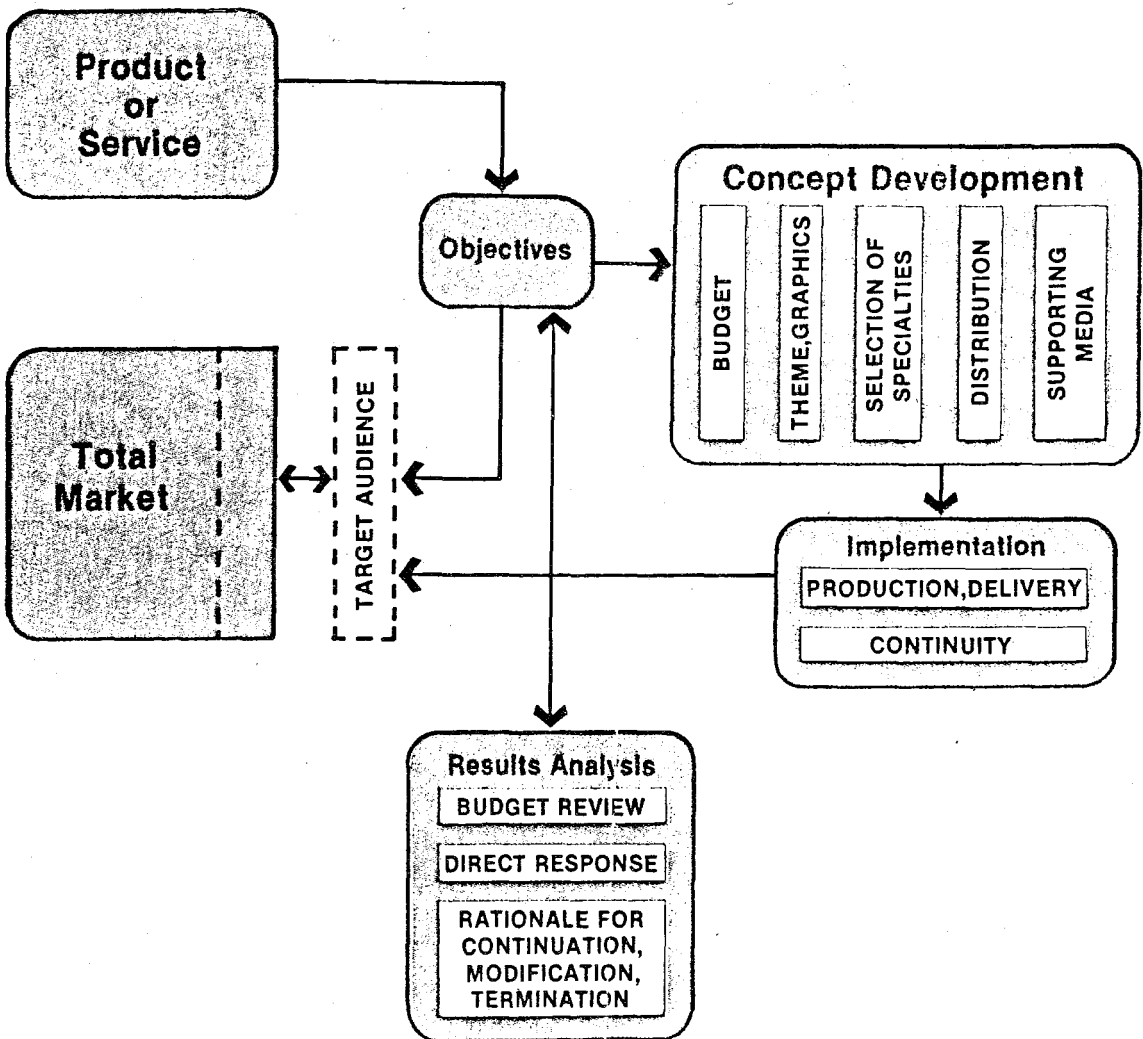 Product
or
Service
Objectives
Concept Development
BUDGET
THEME,GRAPHICS
SELECTION OF
SPECIALTIES
DISTRIBUTION
SUPPORTING
MEDIA
Total
Market
TARGET AUDIENCE
Implementation
PRODUCTION,DELIVERY
CONTINUITY
Results Analysis
BUDGET REVIEW
DIRECT RESPONSE
RATIONALE FOR
CONTINUATION,
MODIFICATION,
TERMINATION